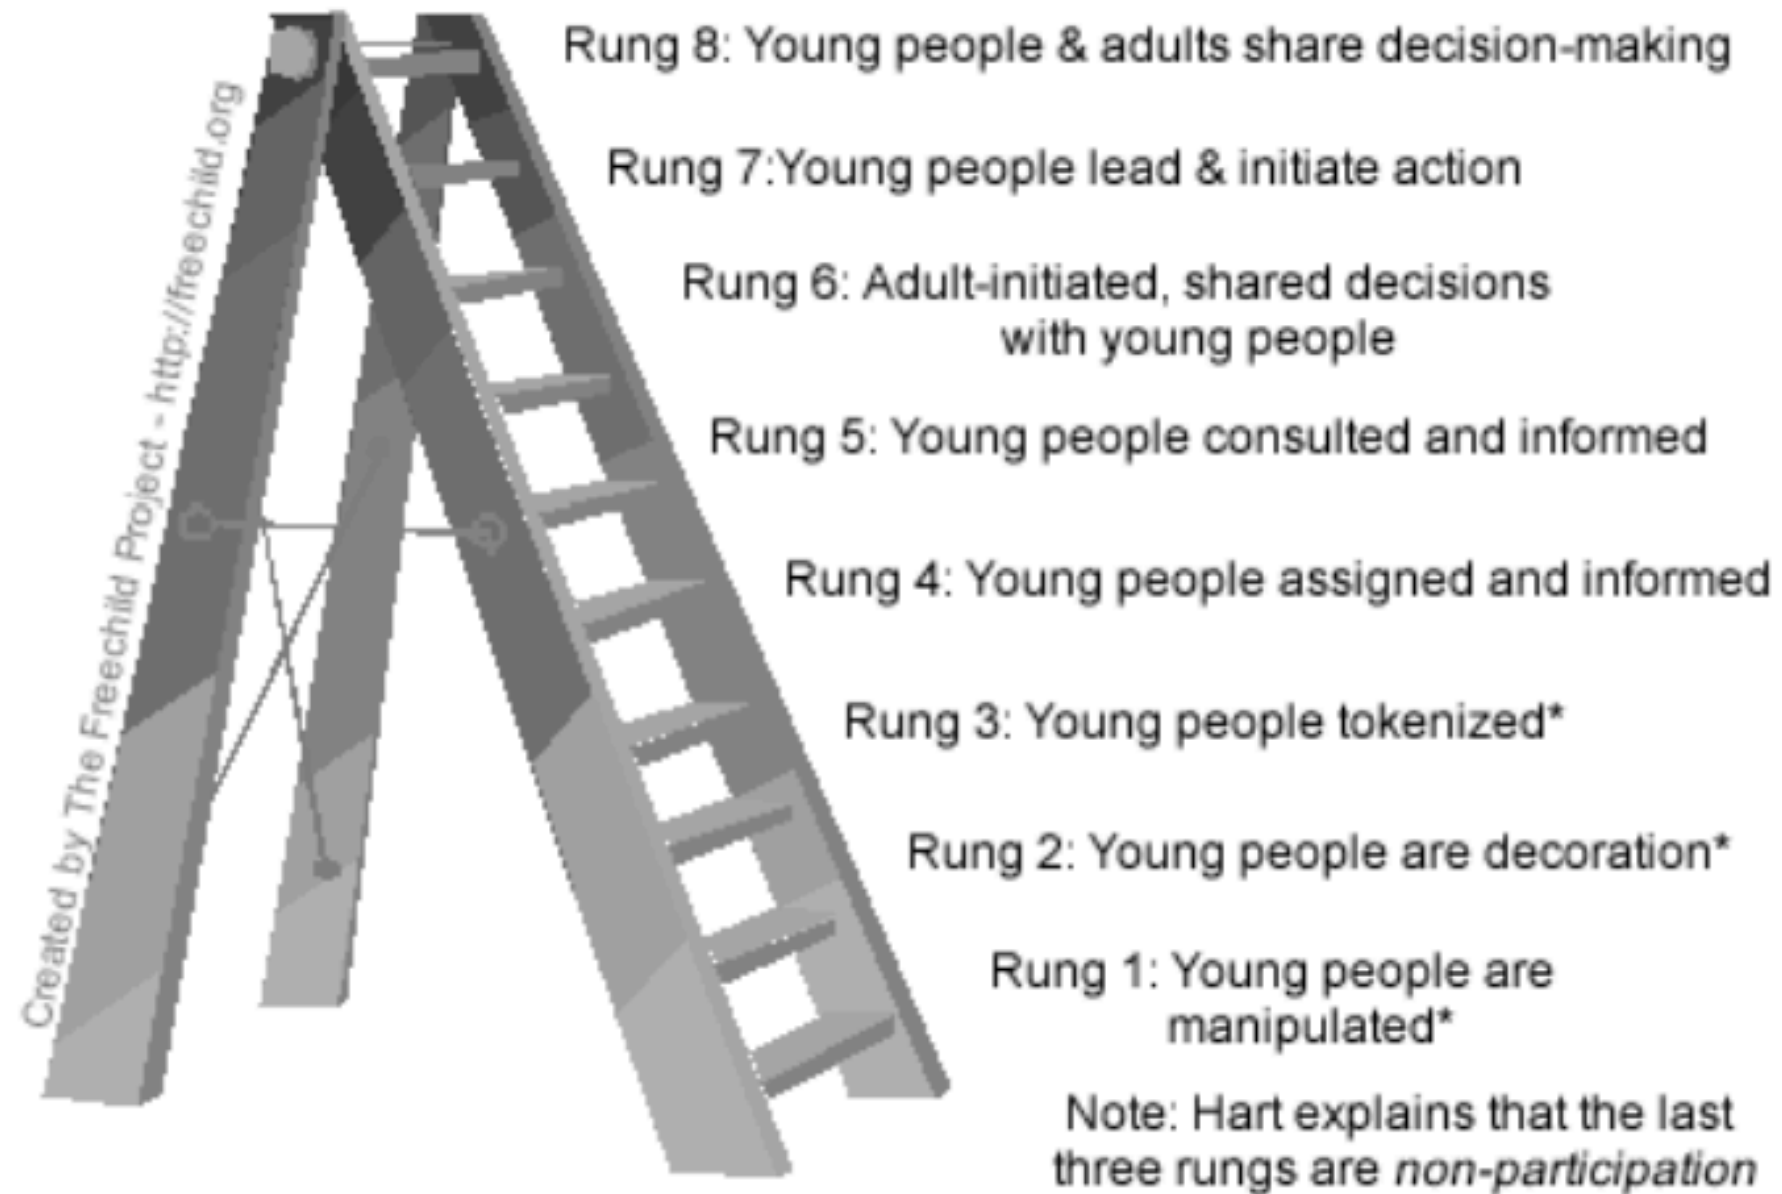 Rung 8: Young people & adults share decision-making
Rung 7:Young people lead & initiate action
Rung 6: Adult-initiated, shared decisions
with young people
Rung 5: Young people consulted and informed
Rung 4: Young people assigned and informed
Rung 3: Young people tokenized*
Rung 2: Young people are decoration*
Rung 1: Young people are
manipulated*
Note: Hart explains that the last
three rungs are non-participation
Created by The Freechild Project - http://freechild.org